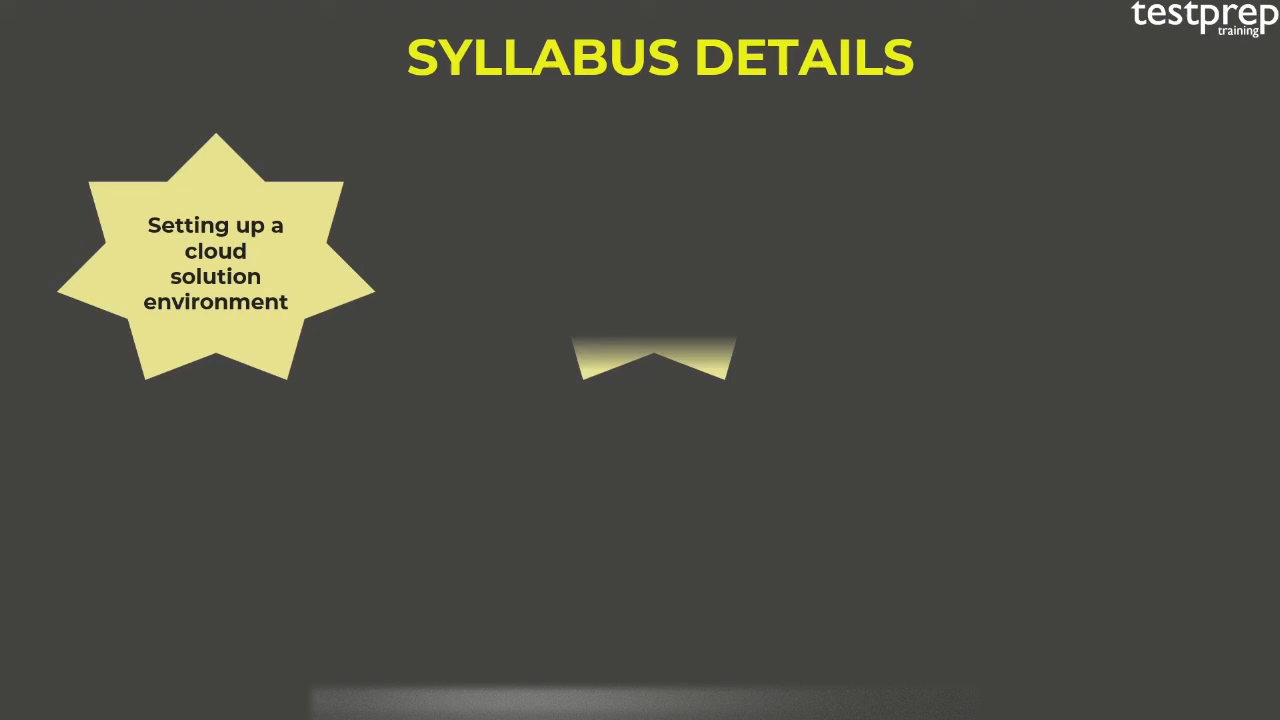 testprep
training
SYLLABUS DETAILS
Setting up a
cloud
solution
environment